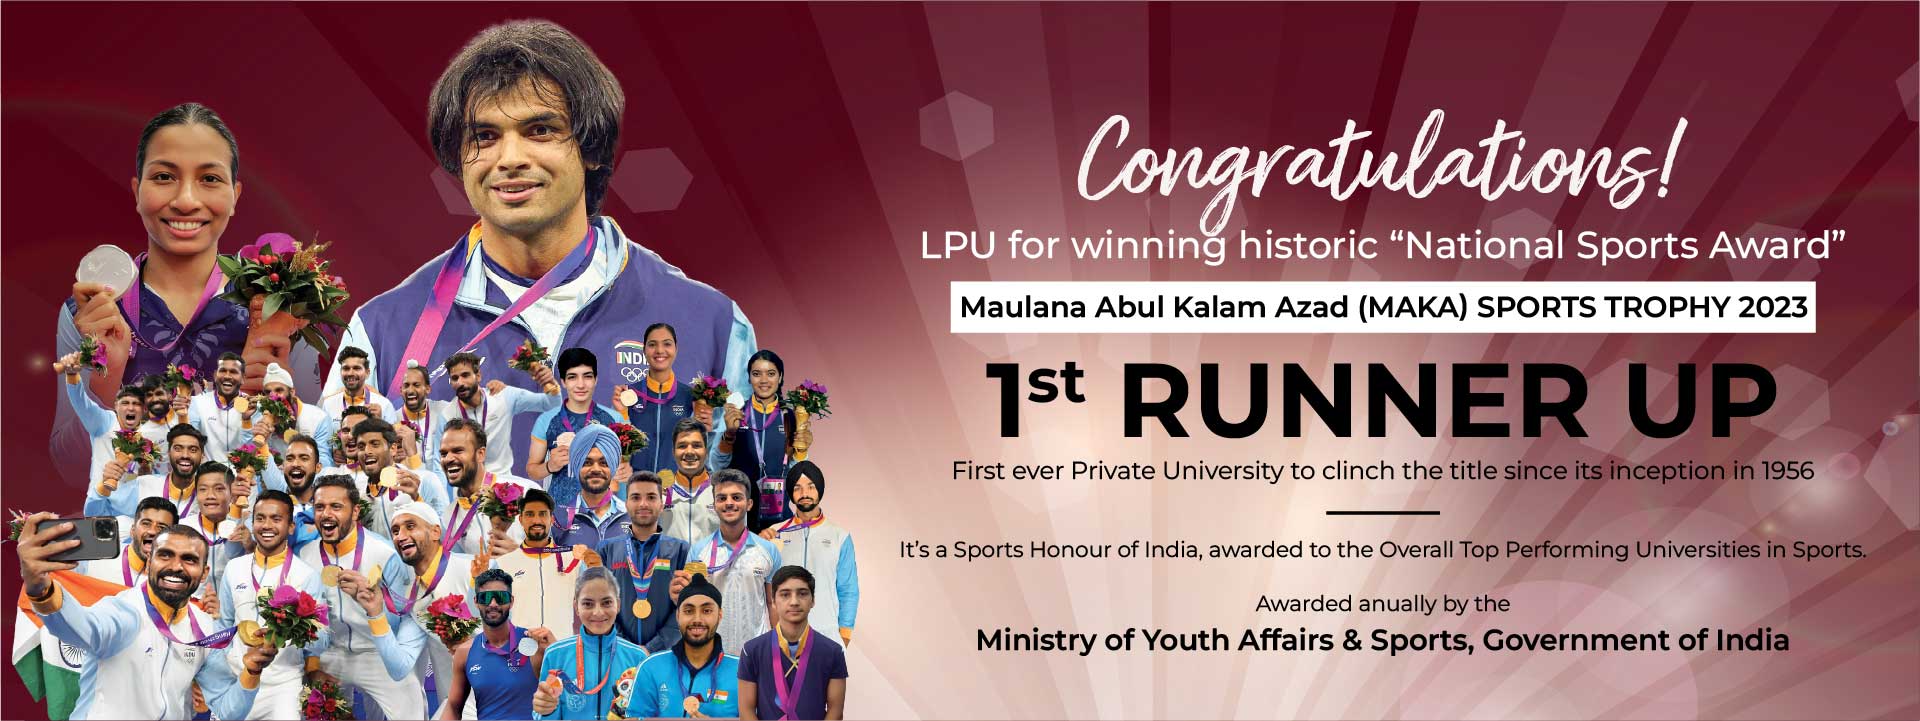 Congratulations!
LPU for winning historic “National Sports Award”
Maulana Abul Kalam Azad (MAKA) SPORTS TROPHY 2023
1st RUNNER UP
First ever Private University to clinch the title since its inception in 1956
It's a Sports Honour of India, awarded to the Overall Top Performing Universities in Sports.
Awarded anually by the
Ministry of Youth Affairs & Sports, Government of India
INDIA